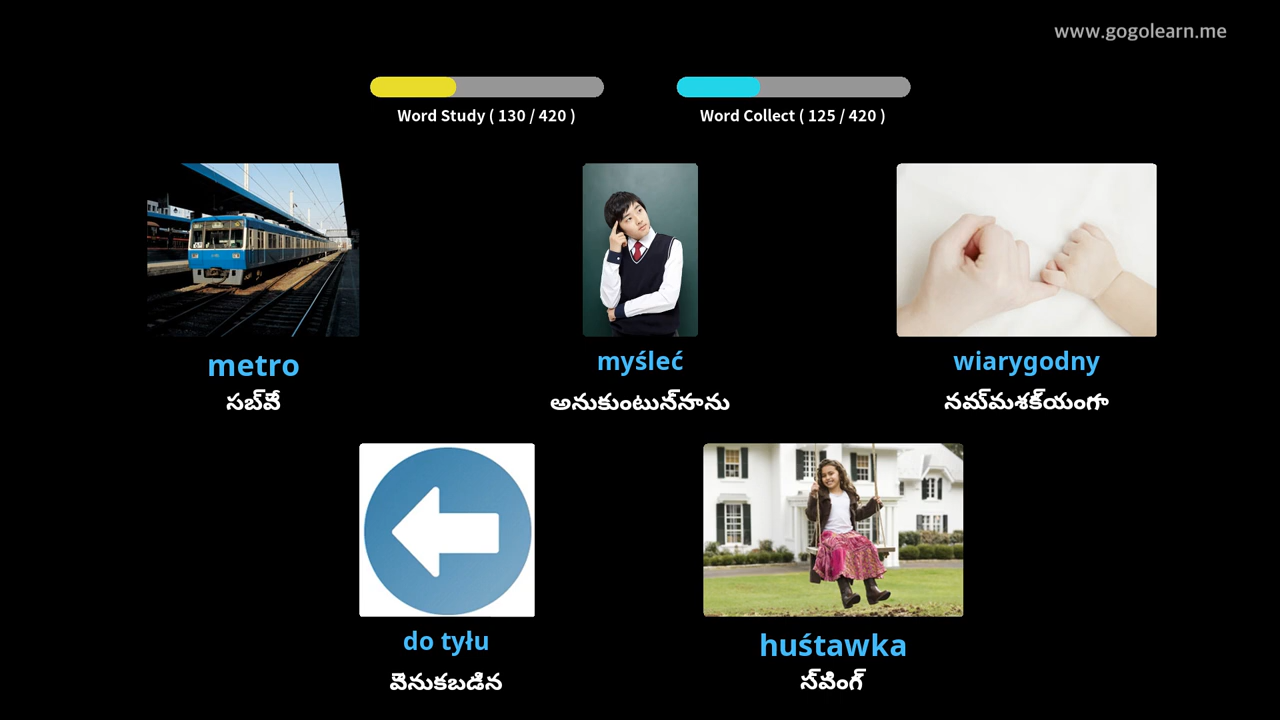 www.gogolearn.me
Word Study ( 130 / 420 )
Word Collect ( 125 / 420 )
metro
myśleć
wiarygodny
సబ్‌వే
అనుకుంటున్‌నాను
నమ్‌మశక్‌యంగా
do tyłu
huśtawka
వెనుకబడిన
స్‌వింగ్